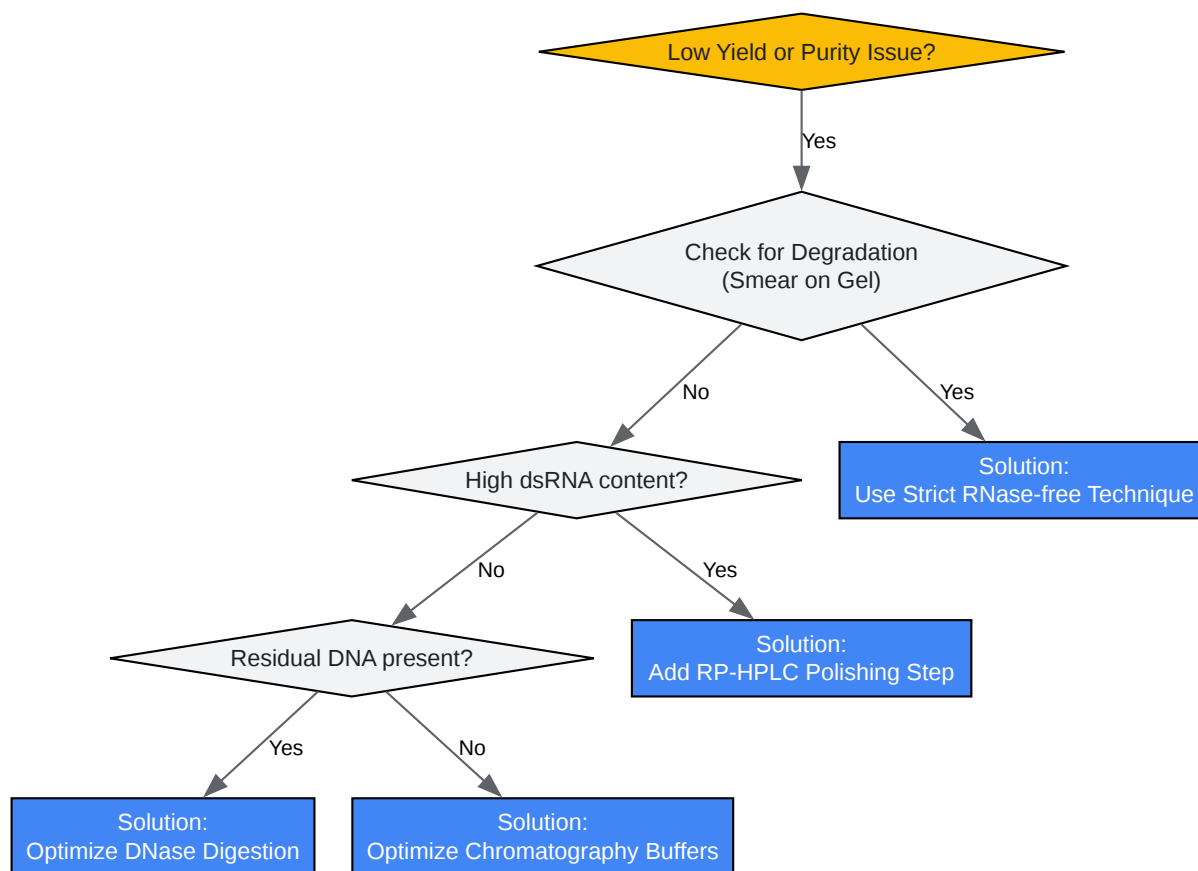 Low Yield or Purity Issue?
Yes
Check for Degradation
(Smear on Gel)
No
Yes
High dsRNA content?
Solution:
Use Strict RNase-free Technique
No
Yes
Residual DNA present?
Solution:
Add RP-HPLC Polishing Step
Yes
No
Solution:
Optimize DNase Digestion
Solution:
Optimize Chromatography Buffers